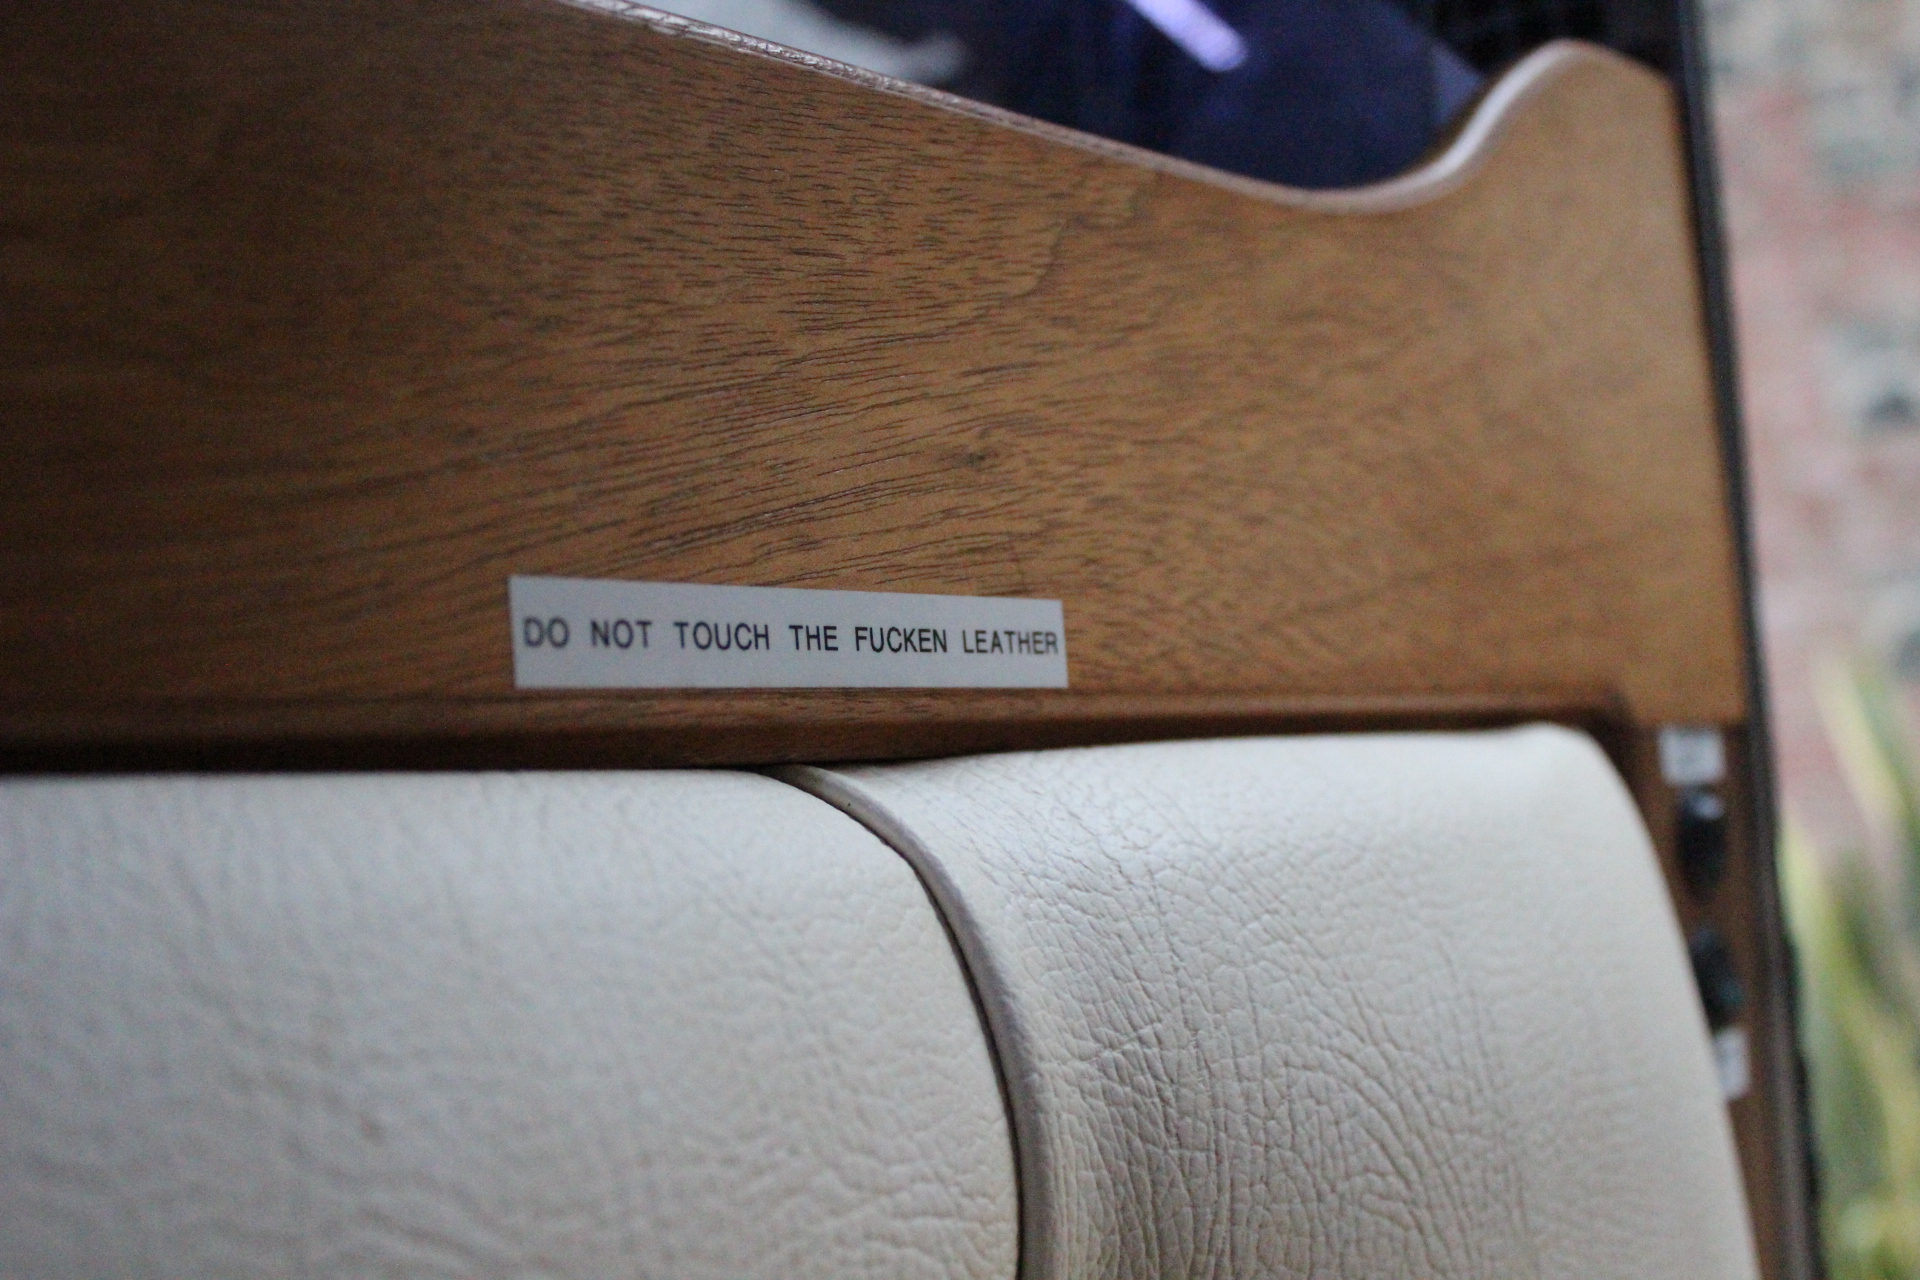 DO NOT TOUCH THE FUCKEN LEATHER